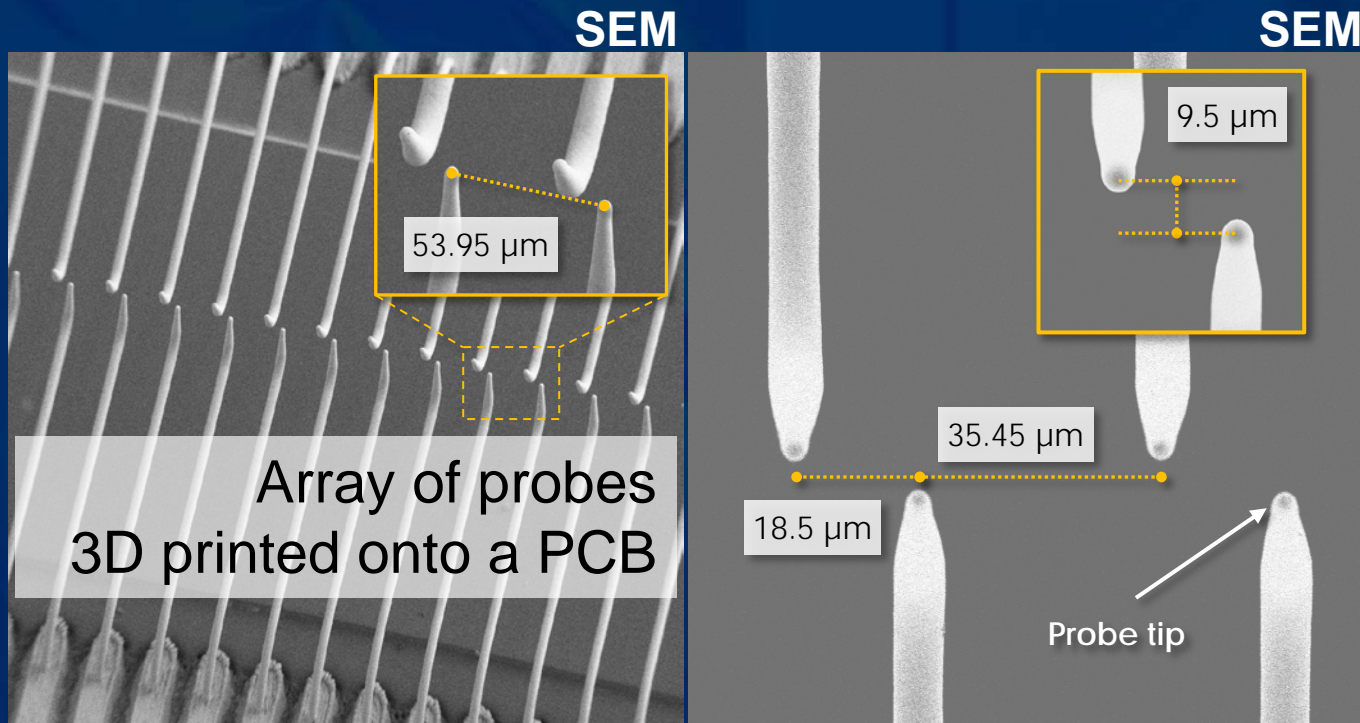 SEM
53.95 µm
Array of probes
3D printed onto a PCB
SEM
9.5 µm
35.45 µm
18.5 µm
Probe tip